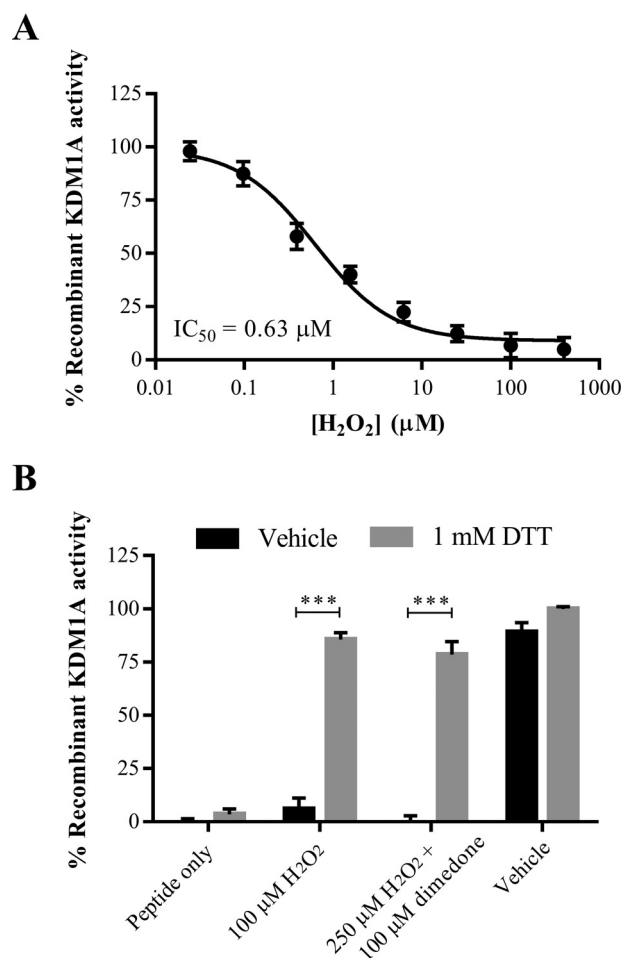 A
% Recombinant KDM1A activity
125
100
75
50
25
0
IC₅₀ = 0.63 μM
0.01 0.1 1 10 100 1000
[H₂O₂] (μM)
B
Vehicle 1 mM DTT
% Recombinant KDM1A activity
125
100
75
50
25
0
*** ***
Peptide only
100 μM H₂O₂
250 μM H₂O₂ +
100 μM dimedone
Vehicle